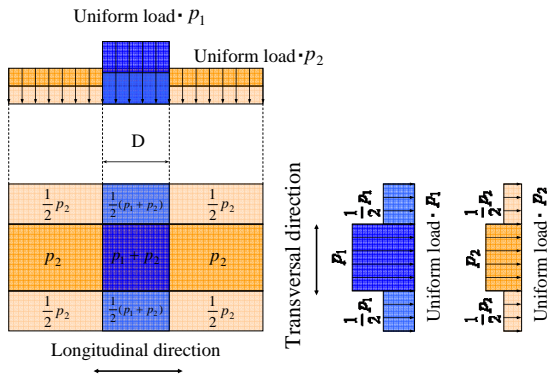 Uniform load・p₁
Uniform load・p₂
D
1/2 p₂
1/2 (p₁ + p₂)
1/2 p₂
p₂
p₁ + p₂
p₂
1/2 p₂
1/2 (p₁ + p₂)
1/2 p₂
Longitudinal direction
Transversal direction
1/2 p₁
p₁
1/2 p₁
Uniform load・p₁
1/2 p₂
p₂
1/2 p₂
Uniform load・p₂